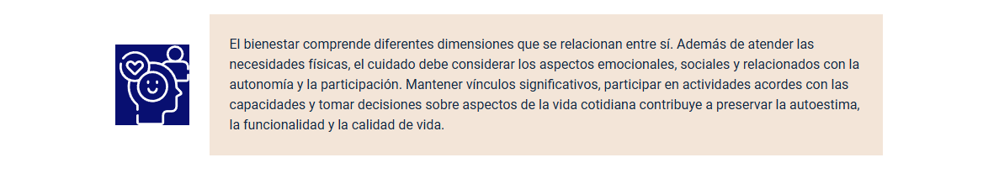 El bienestar comprende diferentes dimensiones que se relacionan entre sí. Además de atender las
necesidades físicas, el cuidado debe considerar los aspectos emocionales, sociales y relacionados con la
autonomía y la participación. Mantener vínculos significativos, participar en actividades acordes con las
capacidades y tomar decisiones sobre aspectos de la vida cotidiana contribuye a preservar la autoestima,
la funcionalidad y la calidad de vida.